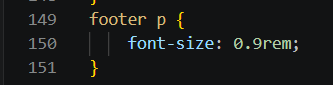 149 footer p {
150 font-size: 0.9rem;
151 }